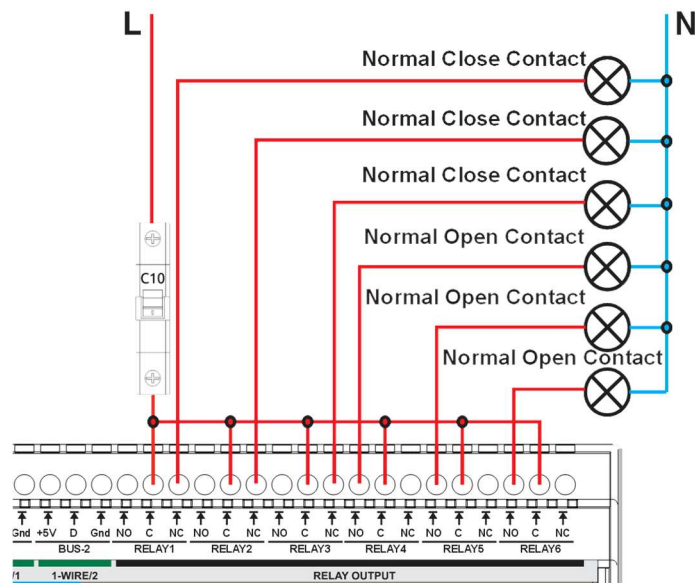 L N
Normal Close Contact
Normal Close Contact
Normal Close Contact
Normal Open Contact
Normal Open Contact
Normal Open Contact
C10
Gnd +5V D Gnd NO C NC NO C NC NO C NC NO C NC NO C NC NO C NC
BUS-2 RELAY1 RELAY2 RELAY3 RELAY4 RELAY5 RELAY6
/1 1-WIRE/2 RELAY OUTPUT